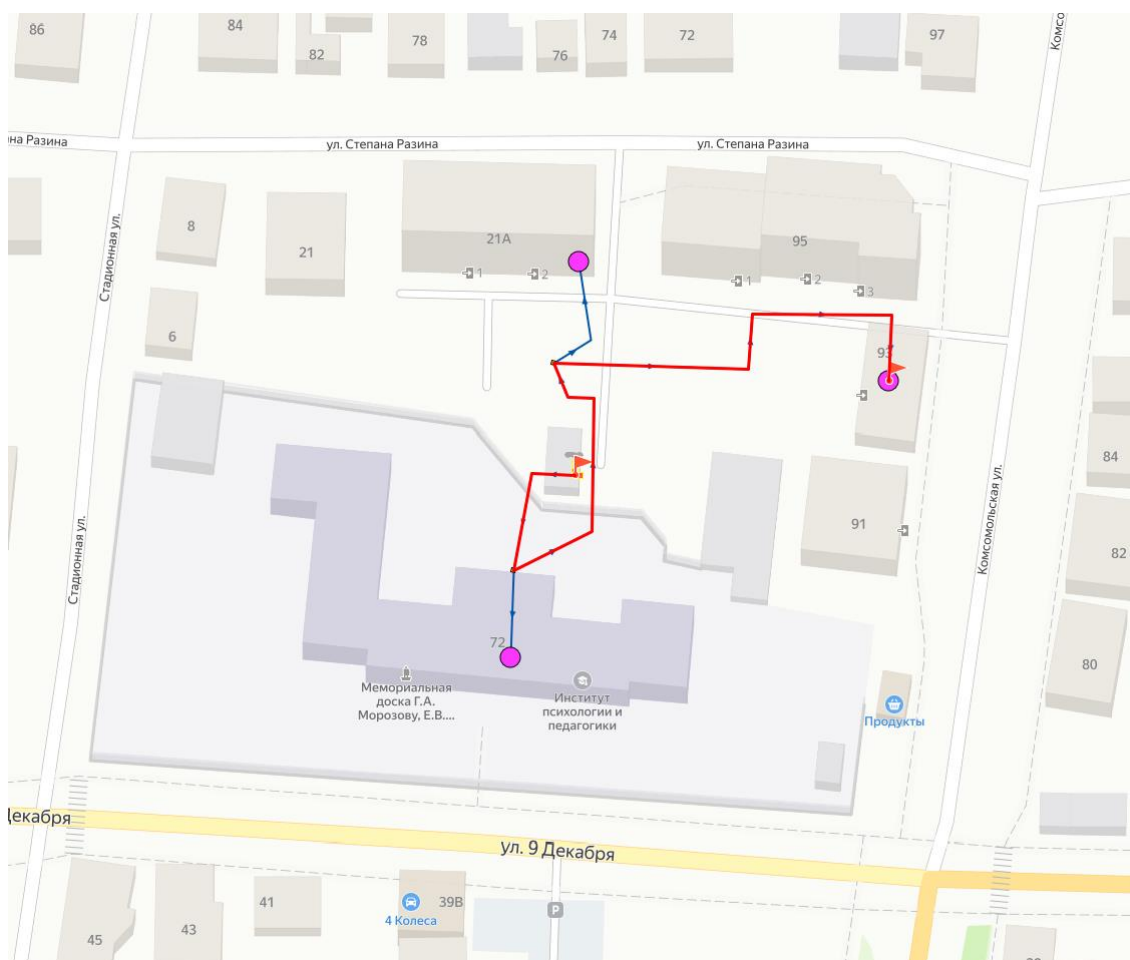 86
84
82
78
76
74
72
97
Комсо
на Разина
ул. Степана Разина
ул. Степана Разина
8
21
21А
1
2
95
1
2
3
Стадионная ул.
6
93
84
91
82
Комсомольская ул.
Стадионная ул.
72
80
Мемориальная
доска Г.А.
Морозову, Е.В....
Институт
психологии и
педагогики
Продукты
Декабря
ул. 9 Декабря
41
39В
4 Колеса
P
45
43